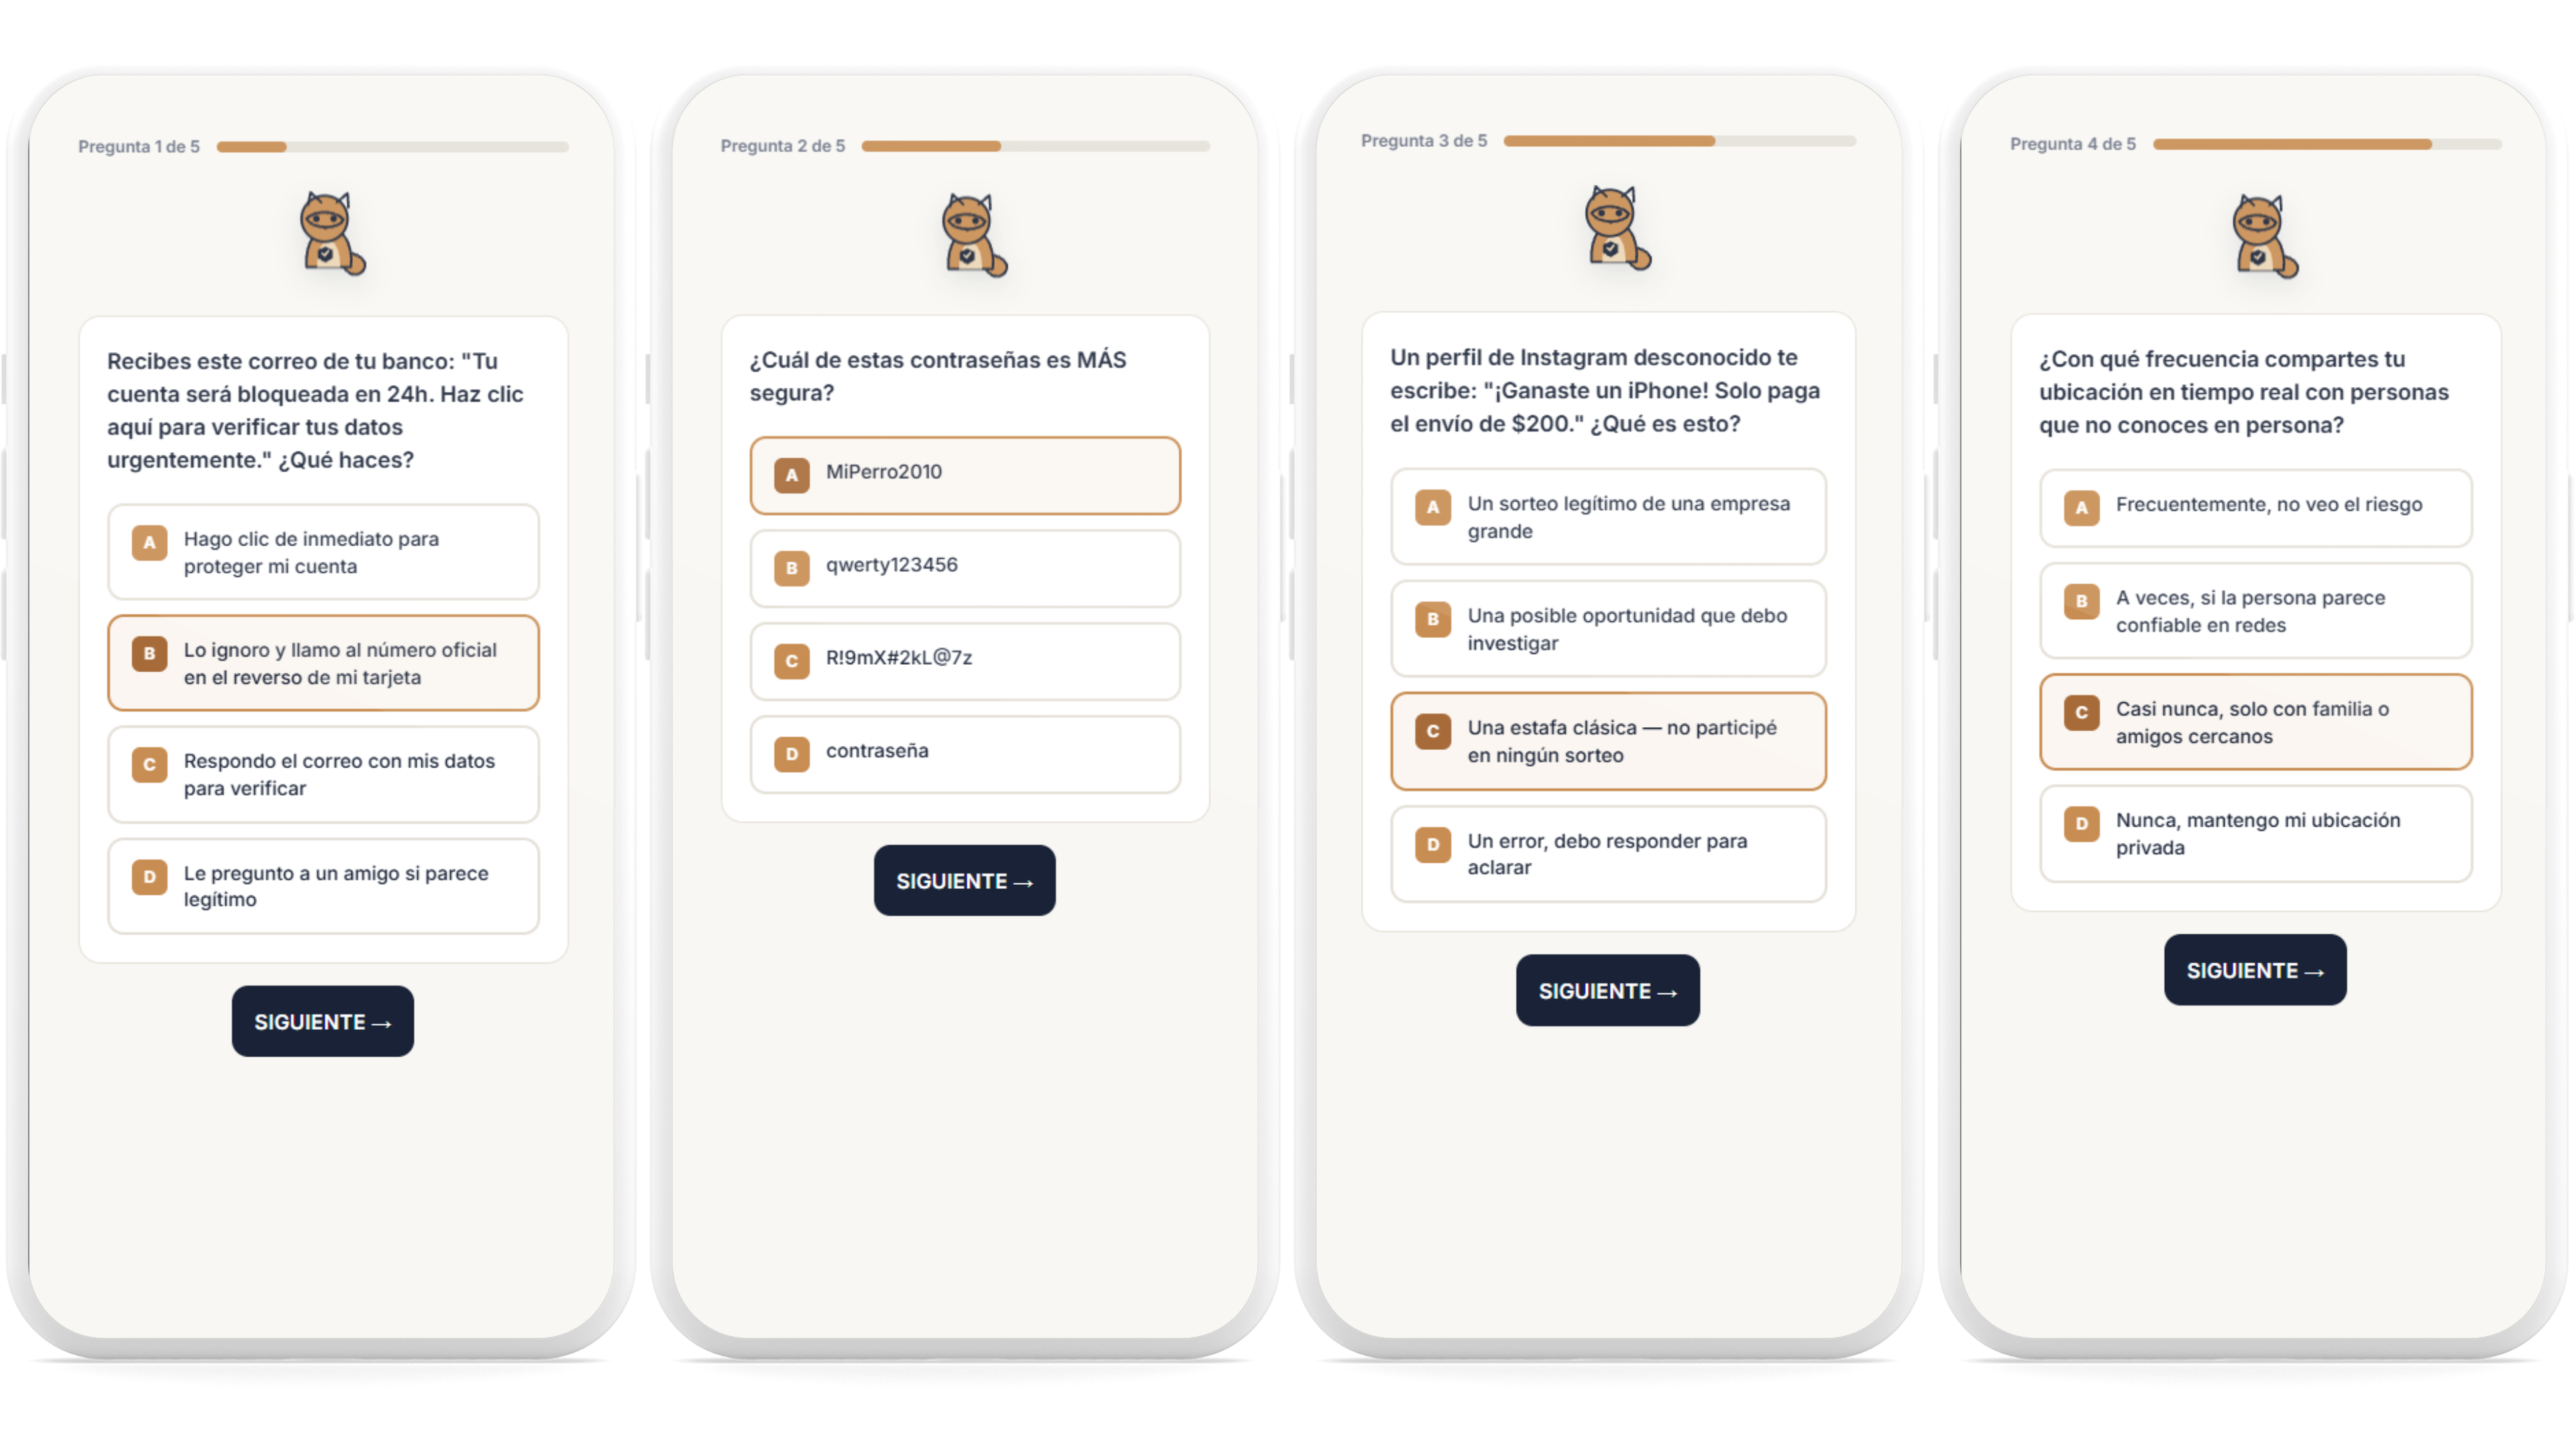 Pregunta 1 de 5
Recibes este correo de tu banco: "Tu
cuenta será bloqueada en 24h. Haz clic
aquí para verificar tus datos
urgentemente." ¿Qué haces?
A
Hago clic de inmediato para
proteger mi cuenta
B
Lo ignoro y llamo al número oficial
en el reverso de mi tarjeta
C
Respondo el correo con mis datos
para verificar
D
Le pregunto a un amigo si parece
legítimo
SIGUIENTE →
Pregunta 2 de 5
¿Cuál de estas contraseñas es MÁS
segura?
A
MiPerro2010
B
qwerty123456
C
R!9mX#2kL@7z
D
contraseña
SIGUIENTE →
Pregunta 3 de 5
Un perfil de Instagram desconocido te
escribe: "¡Ganaste un iPhone! Solo paga
el envío de $200." ¿Qué es esto?
A
Un sorteo legítimo de una empresa
grande
B
Una posible oportunidad que debo
investigar
C
Una estafa clásica — no participé
en ningún sorteo
D
Un error, debo responder para
aclarar
SIGUIENTE →
Pregunta 4 de 5
¿Con qué frecuencia compartes tu
ubicación en tiempo real con personas
que no conoces en persona?
A
Frecuentemente, no veo el riesgo
B
A veces, si la persona parece
confiable en redes
C
Casi nunca, solo con familia o
amigos cercanos
D
Nunca, mantengo mi ubicación
privada
SIGUIENTE →